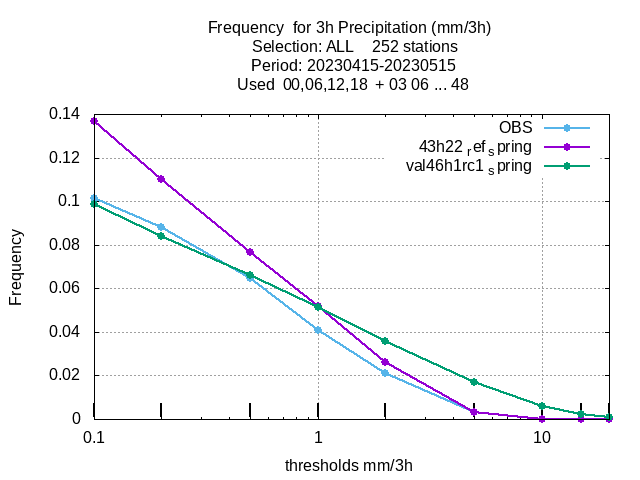 Frequency for 3h Precipitation (mm/3h)
Selection: ALL 252 stations
Period: 20230415-20230515
Used 00,06,12,18 + 03 06 ... 48
0.14
0.12
0.1
0.08
0.06
0.04
0.02
0
Frequency
OBS
43h22 ref spring
val46h1rc1 spring
0.1 1 10
thresholds mm/3h